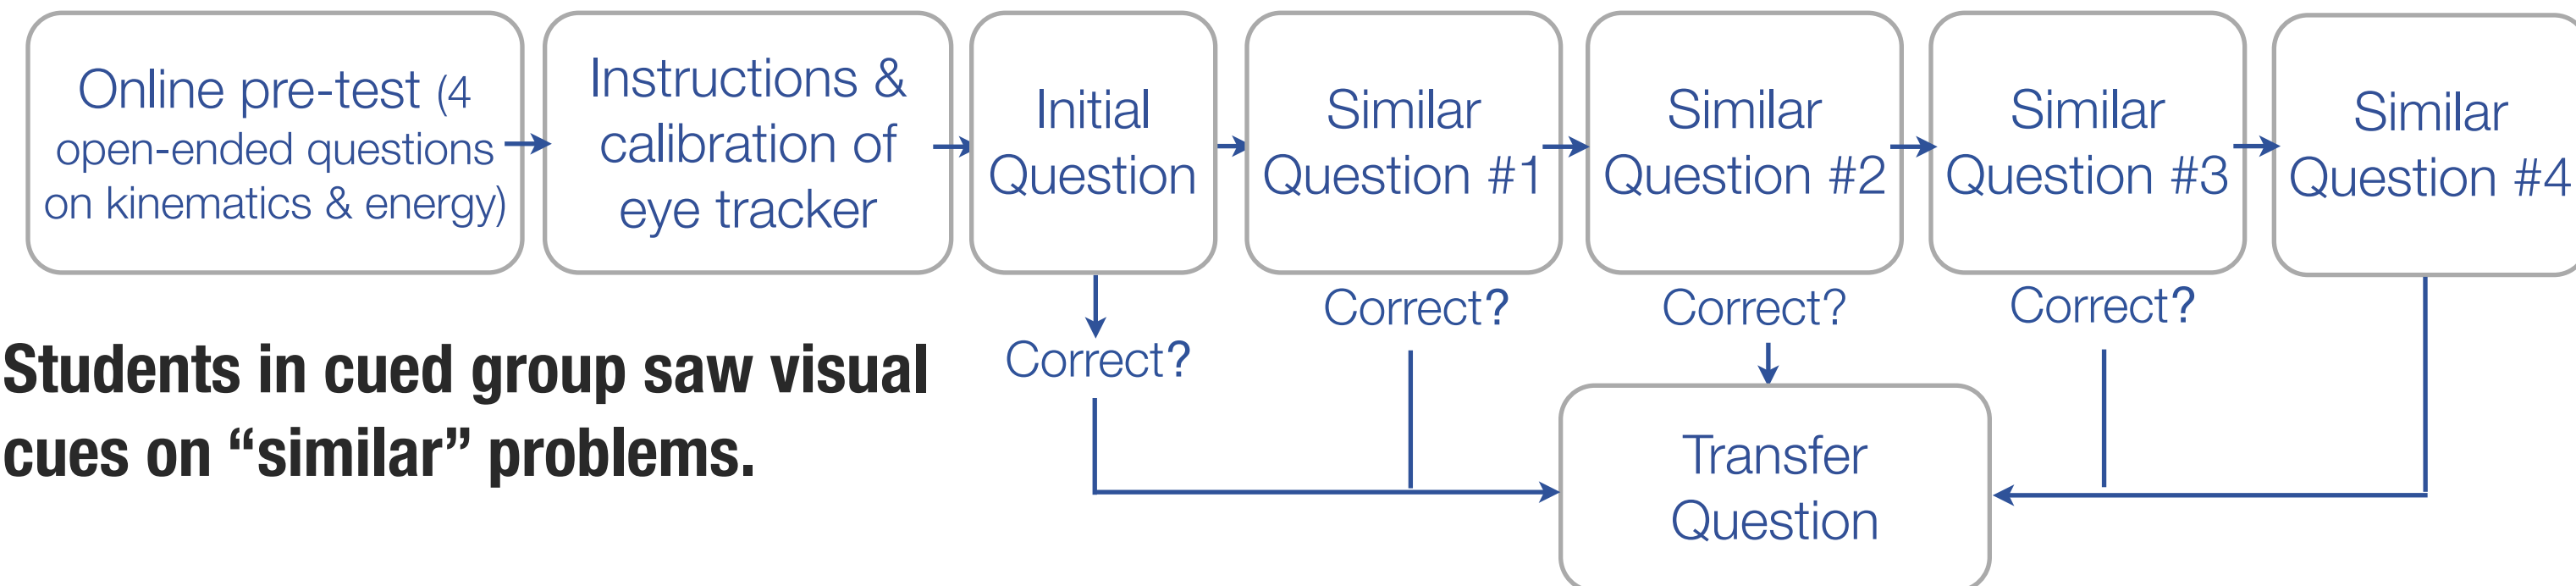 Online pre-test (4
open-ended questions
on kinematics & energy)
Instructions &
calibration of
eye tracker
Initial
Question
Similar
Question #1
Similar
Question #2
Similar
Question #3
Similar
Question #4
Correct?
Correct?
Correct?
Correct?
Students in cued group saw visual
cues on “similar” problems.
Transfer
Question